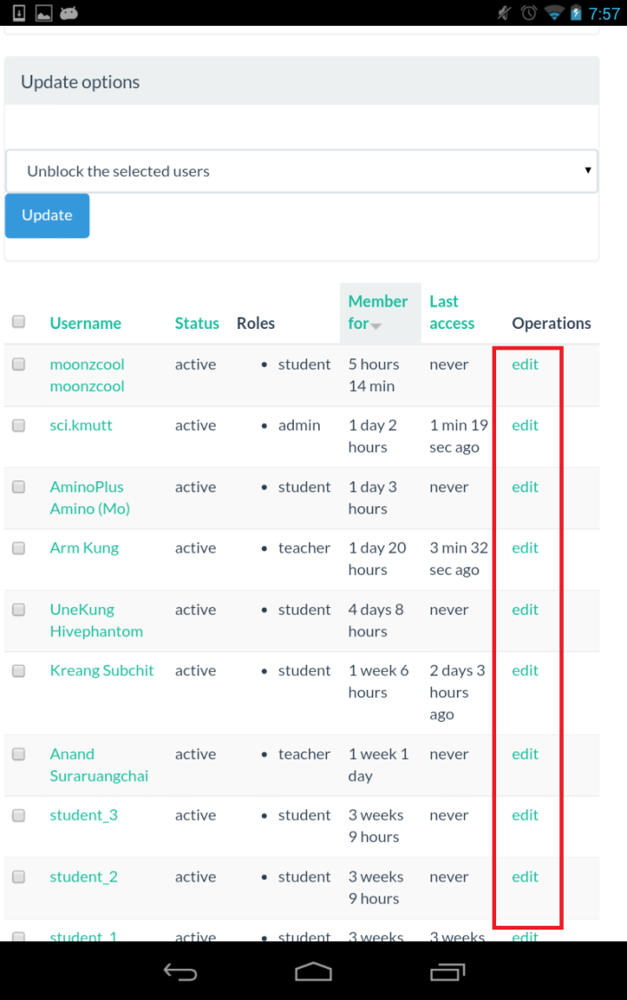 7:57
Update options
Unblock the selected users
Update
Username Status Roles Member for Last access Operations
moonzcool moonzcool active • student 5 hours 14 min never edit
sci.kmutt active • admin 1 day 2 hours 1 min 19 sec ago edit
AminoPlus Amino (Mo) active • student 1 day 3 hours never edit
Arm Kung active • teacher 1 day 20 hours 3 min 32 sec ago edit
UneKung Hivephantom active • student 4 days 8 hours never edit
Kreang Subchit active • student 1 week 6 hours 2 days 3 hours ago edit
Anand Suraruangchai active • teacher 1 week 1 day never edit
student_3 active • student 3 weeks 9 hours never edit
student_2 active • student 3 weeks 9 hours never edit
student_1 active • student 3 weeks 3 weeks edit